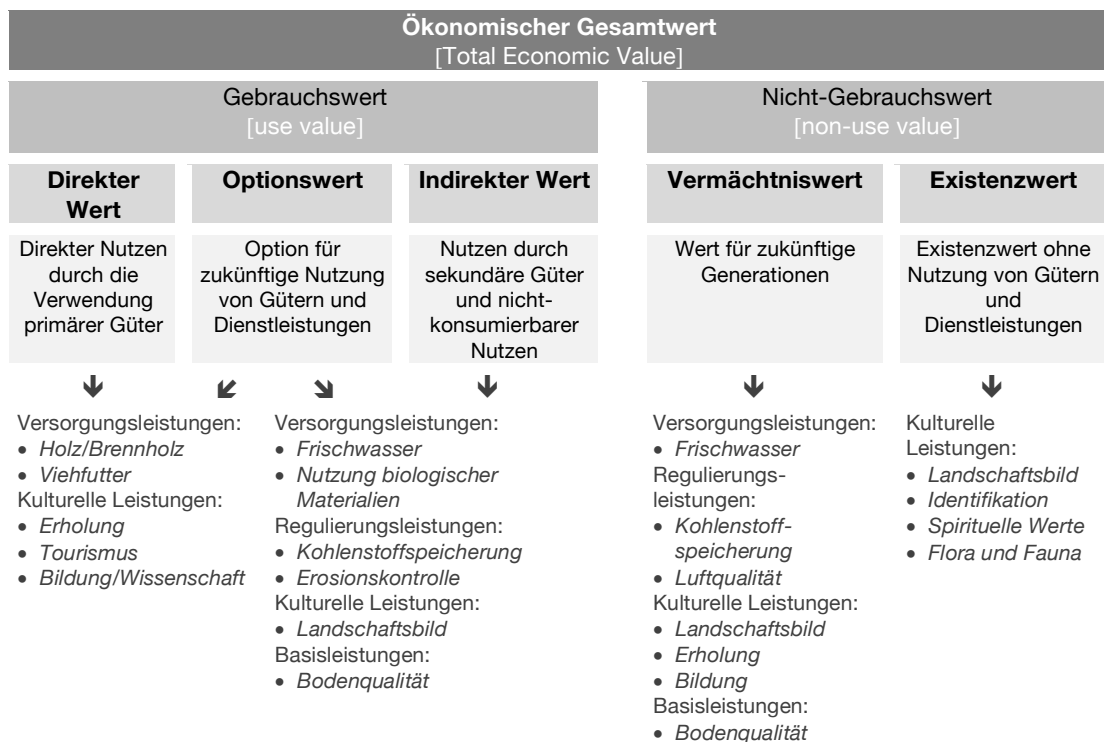 Ökonomischer Gesamtwert
[Total Economic Value]
Gebrauchswert
[use value]
Nicht-Gebrauchswert
[non-use value]
Direkter
Wert
Optionswert
Indirekter Wert
Vermächtniswert
Existenzwert
Direkter Nutzen
durch die
Verwendung
primärer Güter
Option für
zukünftige Nutzung
von Gütern und
Dienstleistungen
Nutzen durch
sekundäre Güter
und nicht-
konsumierbarer
Nutzen
Wert für zukünftige
Generationen
Existenzwert ohne
Nutzung von Gütern
und
Dienstleistungen
Versorgungsleistungen:
• Holz/Brennholz
• Viehfutter
Kulturelle Leistungen:
• Erholung
• Tourismus
• Bildung/Wissenschaft
Versorgungsleistungen:
• Frischwasser
• Nutzung biologischer
Materialien
Regulierungsleistungen:
• Kohlenstoffspeicherung
• Erosionskontrolle
Kulturelle Leistungen:
• Landschaftsbild
Basisleistungen:
• Bodenqualität
Versorgungsleistungen:
• Frischwasser
Regulierungs-
leistungen:
• Kohlenstoff-
speicherung
• Luftqualität
Kulturelle Leistungen:
• Landschaftsbild
• Erholung
• Bildung
Basisleistungen:
• Bodenqualität
Kulturelle
Leistungen:
• Landschaftsbild
• Identifikation
• Spirituelle Werte
• Flora und Fauna